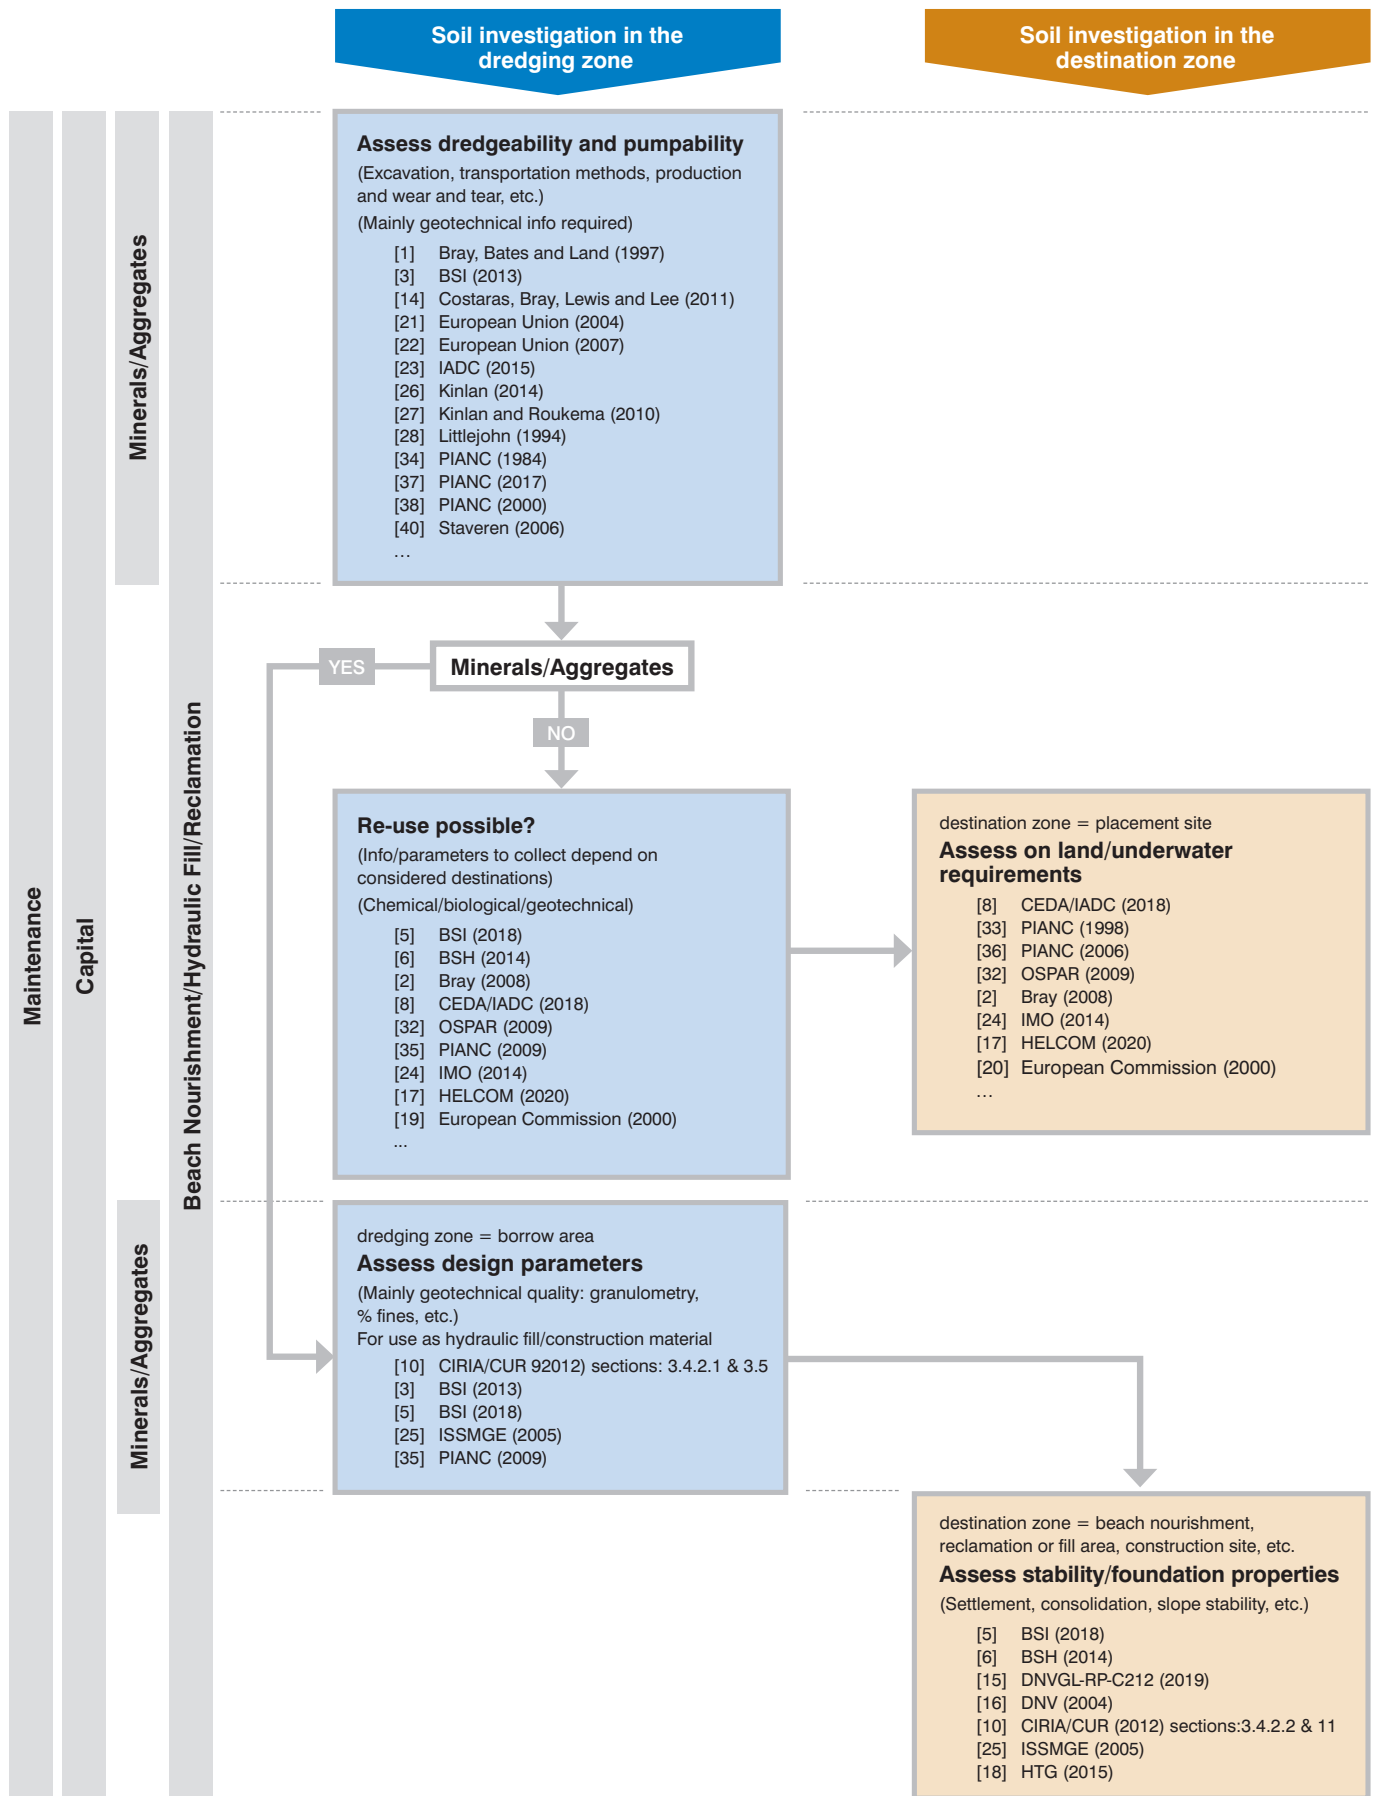 Soil investigation in the
dredging zone
Soil investigation in the
destination zone
Maintenance
Capital
Minerals/Aggregates
Beach Nourishment/Hydraulic Fill/Reclamation
Assess dredgeability and pumpability
(Excavation, transportation methods, production
and wear and tear, etc.)
(Mainly geotechnical info required)
[1] Bray, Bates and Land (1997)
[3] BSI (2013)
[14] Costaras, Bray, Lewis and Lee (2011)
[21] European Union (2004)
[22] European Union (2007)
[23] IADC (2015)
[26] Kinlan (2014)
[27] Kinlan and Roukema (2010)
[28] Littlejohn (1994)
[34] PIANC (1984)
[37] PIANC (2017)
[38] PIANC (2000)
[40] Staveren (2006)
...
YES
Minerals/Aggregates
NO
Re-use possible?
(Info/parameters to collect depend on
considered destinations)
(Chemical/biological/geotechnical)
[5] BSI (2018)
[6] BSH (2014)
[2] Bray (2008)
[8] CEDA/IADC (2018)
[32] OSPAR (2009)
[35] PIANC (2009)
[24] IMO (2014)
[17] HELCOM (2020)
[19] European Commission (2000)
...
destination zone = placement site
Assess on land/underwater
requirements
[8] CEDA/IADC (2018)
[33] PIANC (1998)
[36] PIANC (2006)
[32] OSPAR (2009)
[2] Bray (2008)
[24] IMO (2014)
[17] HELCOM (2020)
[20] European Commission (2000)
...
Minerals/Aggregates
dredging zone = borrow area
Assess design parameters
(Mainly geotechnical quality: granulometry,
% fines, etc.)
For use as hydraulic fill/construction material
[10] CIRIA/CUR 92012) sections: 3.4.2.1 & 3.5
[3] BSI (2013)
[5] BSI (2018)
[25] ISSMGE (2005)
[35] PIANC (2009)
destination zone = beach nourishment,
reclamation or fill area, construction site, etc.
Assess stability/foundation properties
(Settlement, consolidation, slope stability, etc.)
[5] BSI (2018)
[6] BSH (2014)
[15] DNVGL-RP-C212 (2019)
[16] DNV (2004)
[10] CIRIA/CUR (2012) sections:3.4.2.2 & 11
[25] ISSMGE (2005)
[18] HTG (2015)